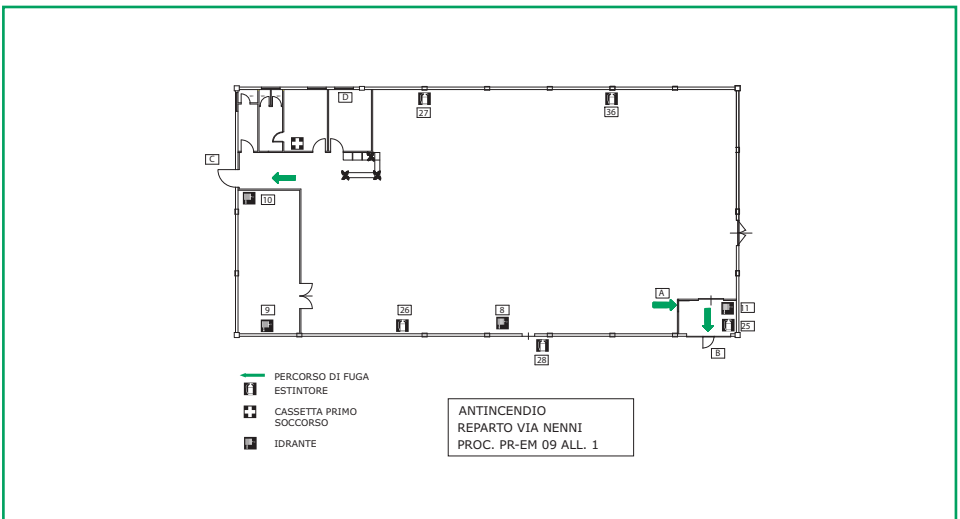 D
27
36
C
10
A
9
26
8
11
25
28
B
PERCORSO DI FUGA
ESTINTORE
CASSETTA PRIMO
SOCCORSO
IDRANTE
ANTINCENDIO
REPARTO VIA NENNI
PROC. PR-EM 09 ALL. 1